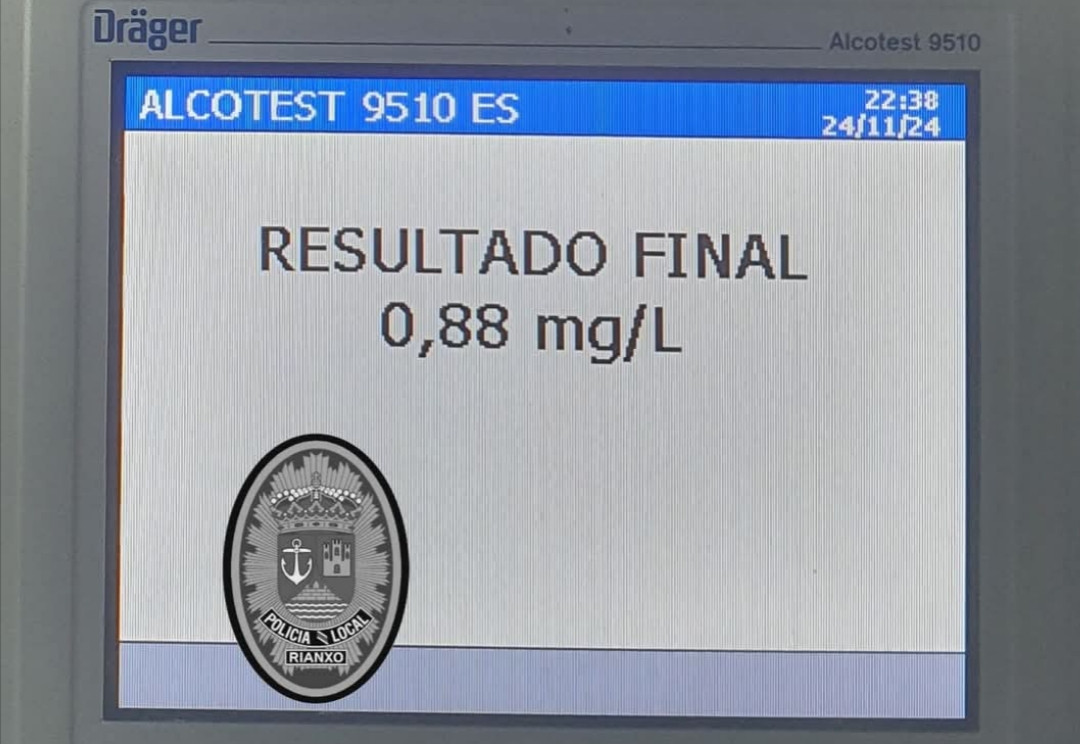 Dräger
Alcotest 9510
ALCOTEST 9510 ES
22:38
24/11/24
RESULTADO FINAL
0,88 mg/L
POLICIA LOCAL
RIANXO